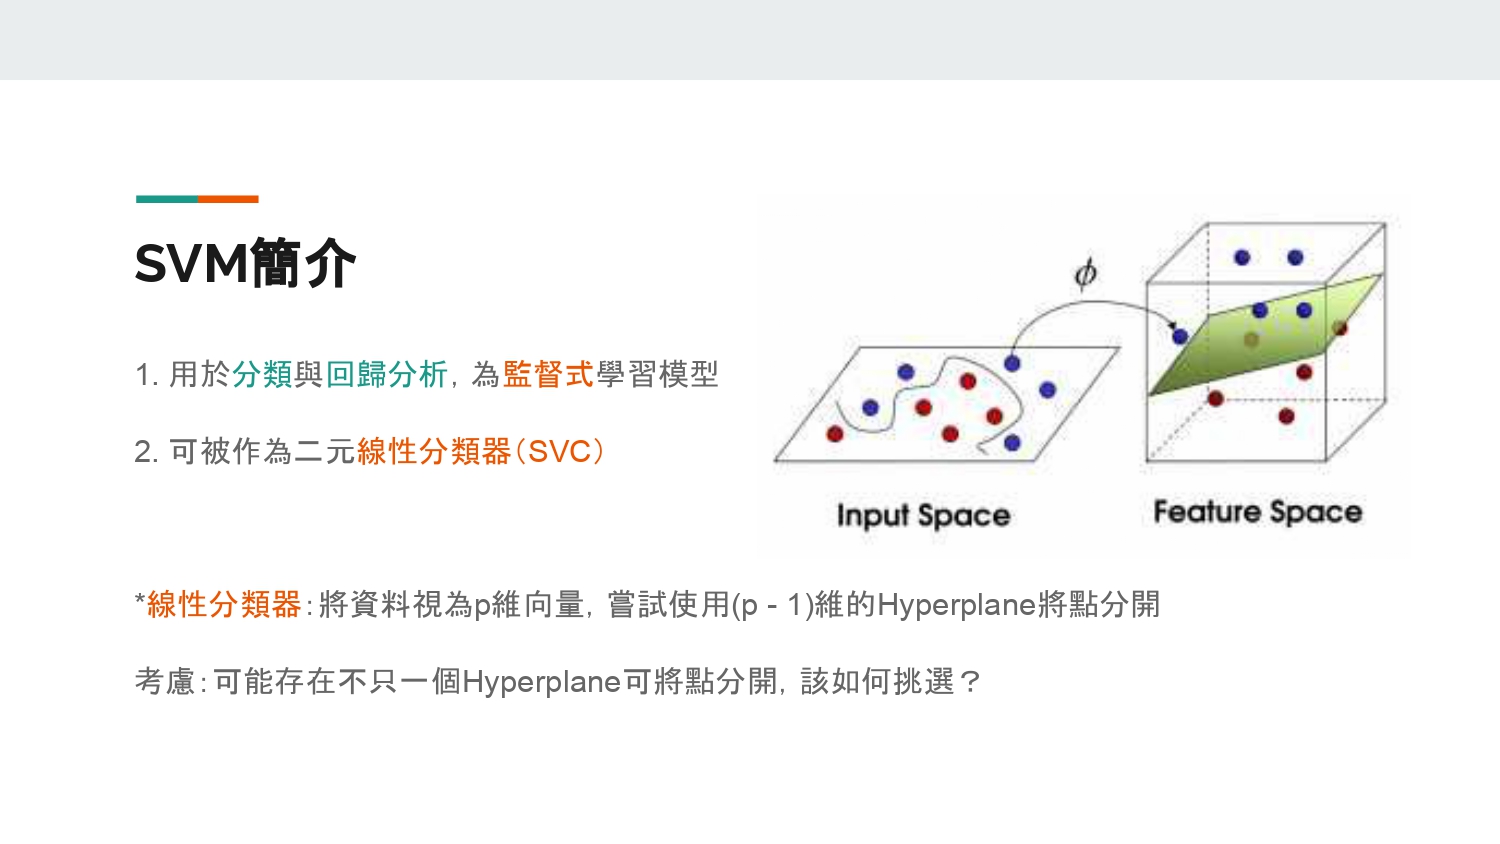 SVM簡介
1. 用於分類與回歸分析，為監督式學習模型
2. 可被作為二元線性分類器（SVC）
ϕ
Input Space
Feature Space
*線性分類器：將資料視為p維向量，嘗試使用(p - 1)維的Hyperplane將點分開
考慮：可能存在不只一個Hyperplane可將點分開，該如何挑選？